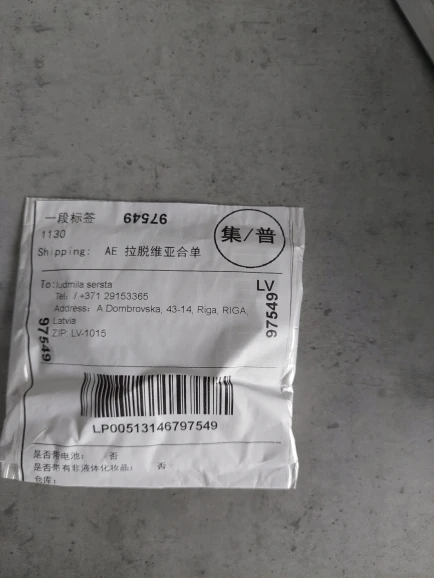 一段标签 97549
集/普
1130
Shipping: AE 拉脱维亚合单
To: ludmila sersta
LV
Tel: / +371 29153365
Address: A Dombrovska, 43-14, Riga, RIGA,
Latvia
ZIP: LV-1015
97549
97549
LP00513146797549
是否带电池: 否
是否带有非液体化妆品: 否
仓库: